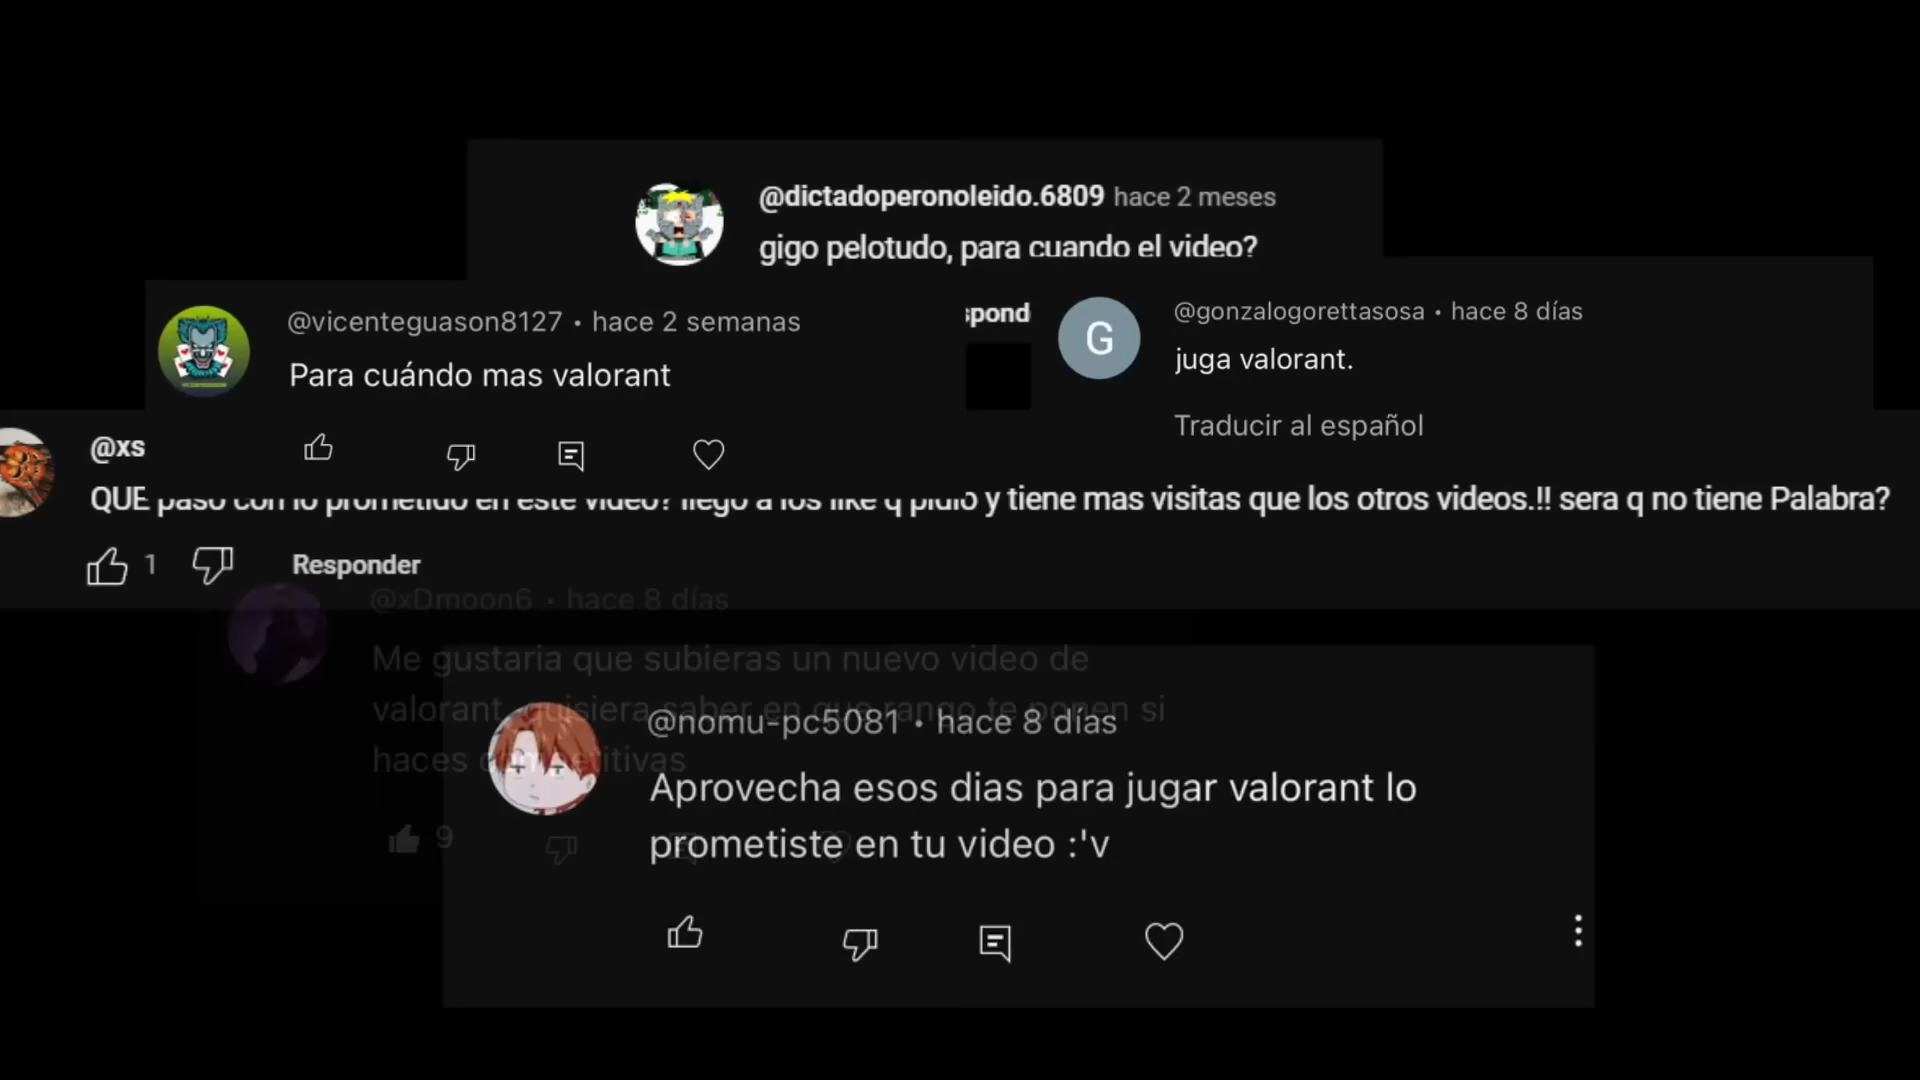 @dictadoperonoleido.6809 hace 2 meses
gigo pelotudo, para cuando el video?
@vicenteguason8127 • hace 2 semanas
Para cuándo mas valorant
spond
G
@gonzalogorettasosa • hace 8 días
juga valorant.
Traducir al español
@xs
QUE paso con lo prometido en este video? llego a los like q pidio y tiene mas visitas que los otros videos.!! sera q no tiene Palabra?
1
Responder
@xDmoon6 • hace 8 días
Me gustaria que subieras un nuevo video de
valorant, quisiera saber en que rango te ponen si
haces competitivas
9
@nomu-pc5081 • hace 8 días
Aprovecha esos dias para jugar valorant lo
prometiste en tu video :'v